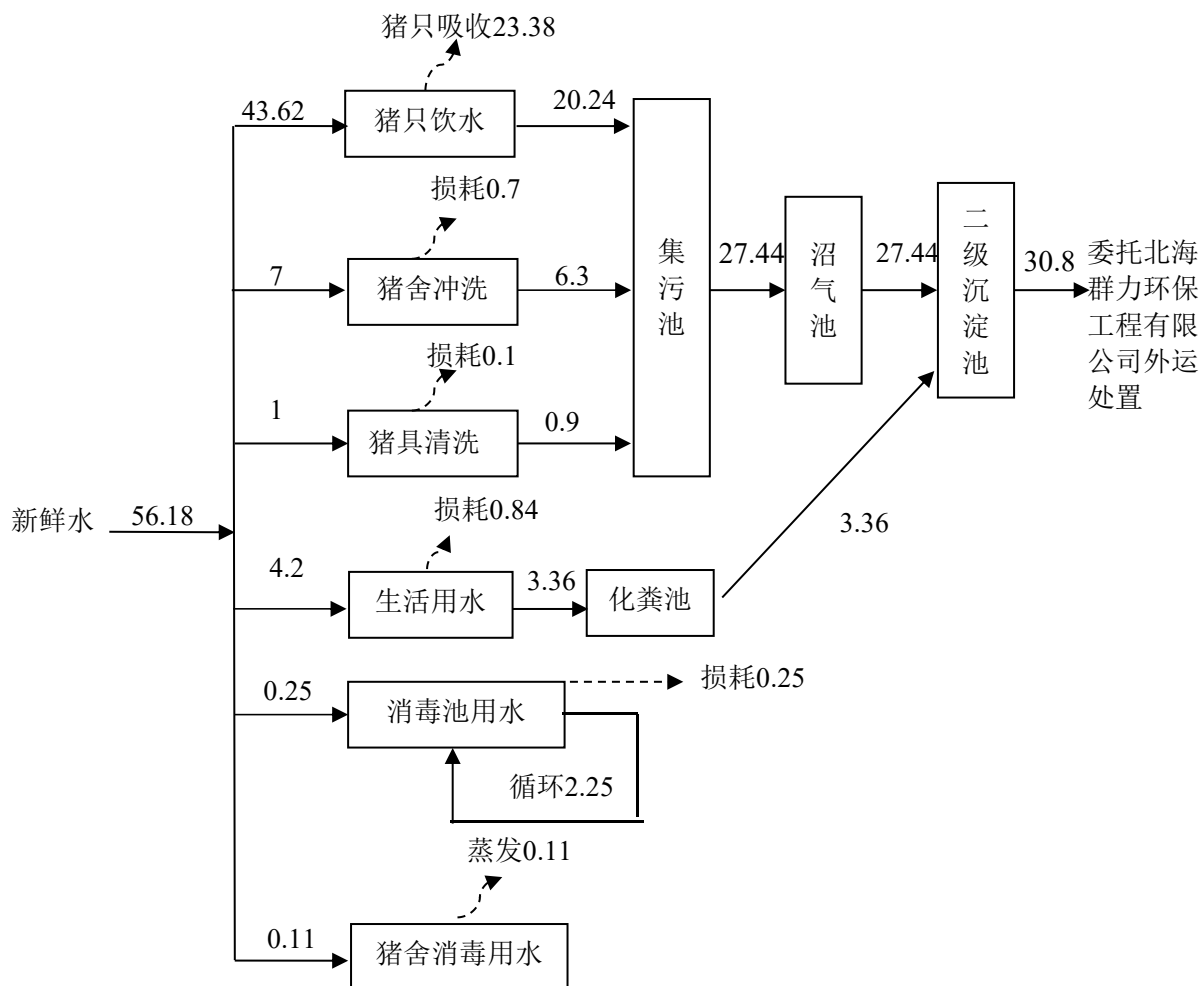 猪只吸收23.38
43.62
猪只饮水
20.24
损耗0.7
7
猪舍冲洗
6.3
损耗0.1
1
猪具清洗
0.9
集污池
27.44
沼气池
27.44
二级沉淀池
30.8
委托北海
群力环保
工程有限
公司外运
处置
新鲜水
56.18
损耗0.84
4.2
生活用水
3.36
化粪池
3.36
0.25
消毒池用水
损耗0.25
循环2.25
蒸发0.11
0.11
猪舍消毒用水